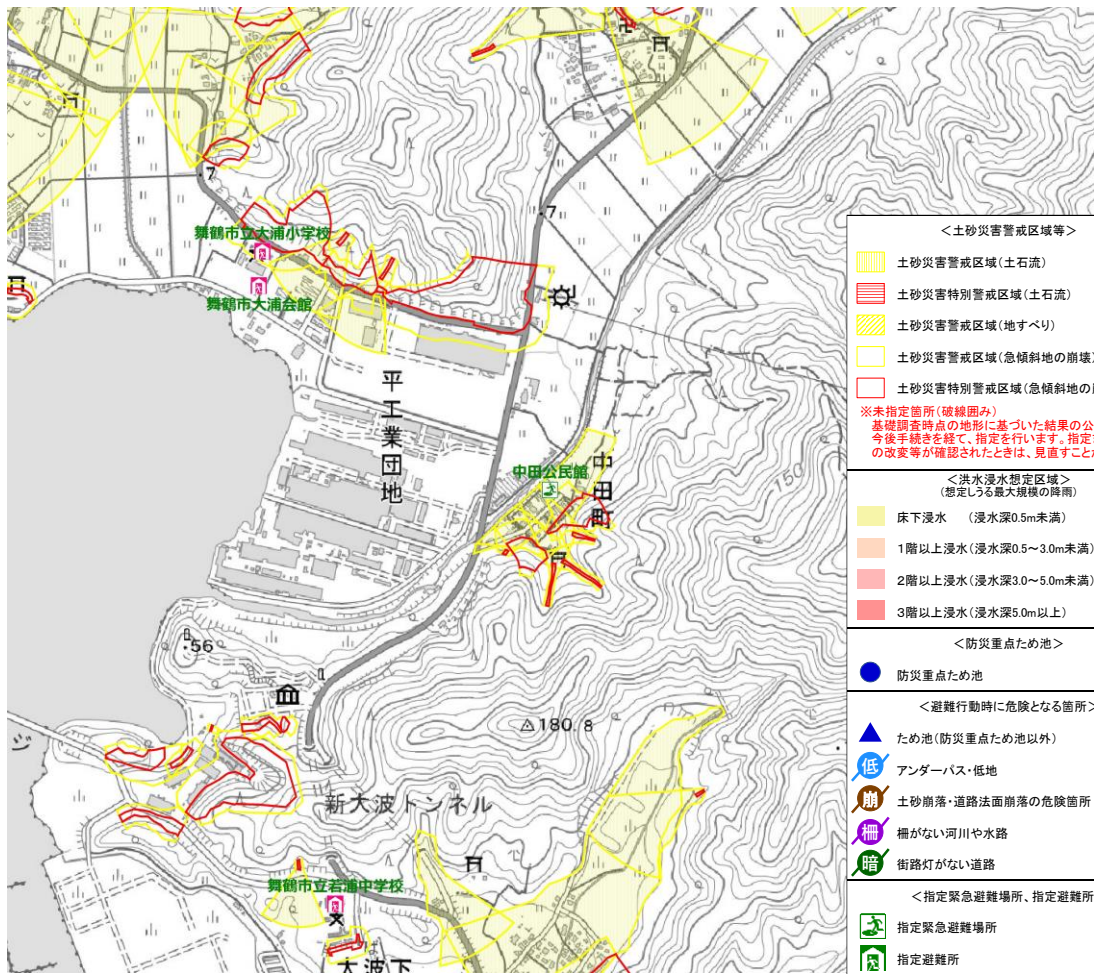 舞鶴市立大浦小学校
舞鶴市大浦会館
7
7
平工業団地
中田公民館
中田町
150
56
180.8
新大波トンネル
舞鶴市立若浦中学校
大波下
ジ
<土砂災害警戒区域等>
土砂災害警戒区域(土石流)
土砂災害特別警戒区域(土石流)
土砂災害警戒区域(地すべり)
土砂災害警戒区域(急傾斜地の崩壊)
土砂災害特別警戒区域(急傾斜地の
※未指定箇所(破線囲み)
基礎調査時点の地形に基づいた結果の公
今後手続きを経て、指定を行います。指定
の改変等が確認されたときは、見直すことが
<洪水浸水想定区域>
(想定しうる最大規模の降雨)
床下浸水 (浸水深0.5m未満)
1階以上浸水(浸水深0.5～3.0m未満)
2階以上浸水(浸水深3.0～5.0m未満)
3階以上浸水(浸水深5.0m以上)
<防災重点ため池>
防災重点ため池
<避難行動時に危険となる箇所>
ため池(防災重点ため池以外)
低 アンダーパス・低地
崩 土砂崩落・道路法面崩落の危険箇所
柵 柵がない河川や水路
暗 街路灯がない道路
<指定緊急避難場所、指定避難所
指定緊急避難場所
指定避難所